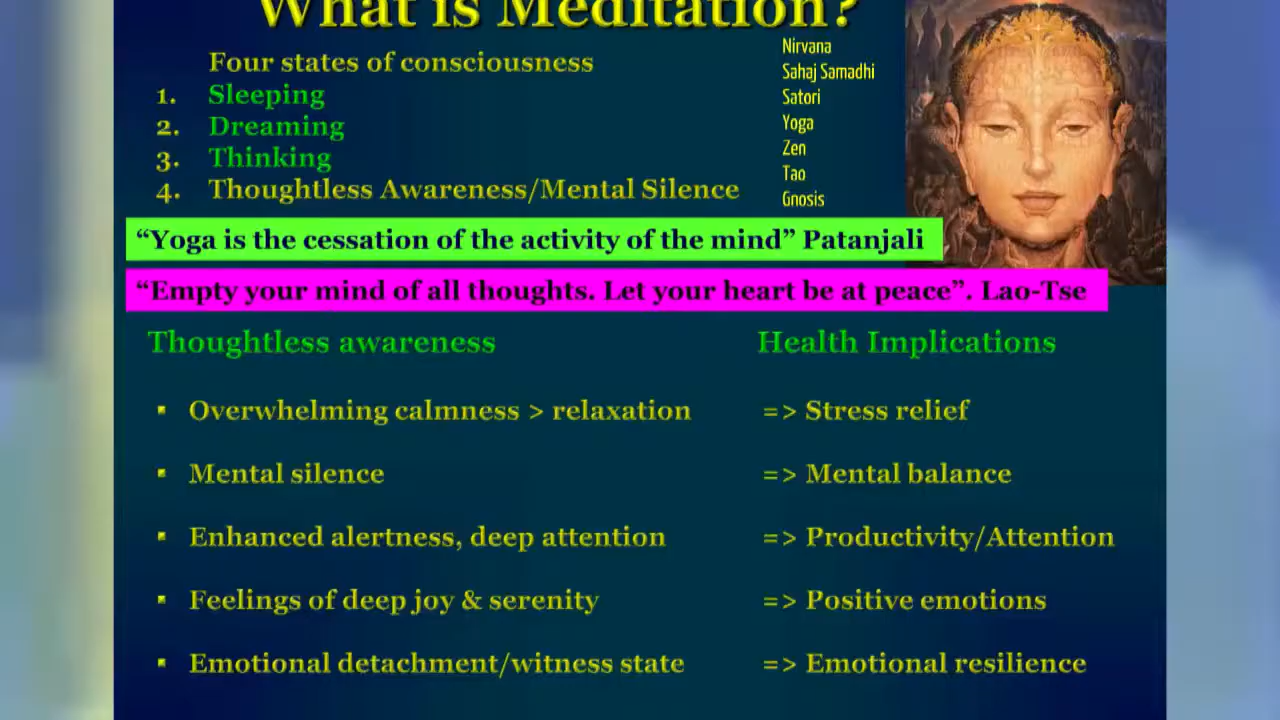 What is Meditation?
Four states of consciousness
1. Sleeping
2. Dreaming
3. Thinking
4. Thoughtless Awareness/Mental Silence
Nirvana
Sahaj Samadhi
Satori
Yoga
Zen
Tao
Gnosis
“Yoga is the cessation of the activity of the mind” Patanjali
“Empty your mind of all thoughts. Let your heart be at peace”. Lao-Tse
Thoughtless awareness Health Implications
▪ Overwhelming calmness > relaxation => Stress relief
▪ Mental silence => Mental balance
▪ Enhanced alertness, deep attention => Productivity/Attention
▪ Feelings of deep joy & serenity => Positive emotions
▪ Emotional detachment/witness state => Emotional resilience